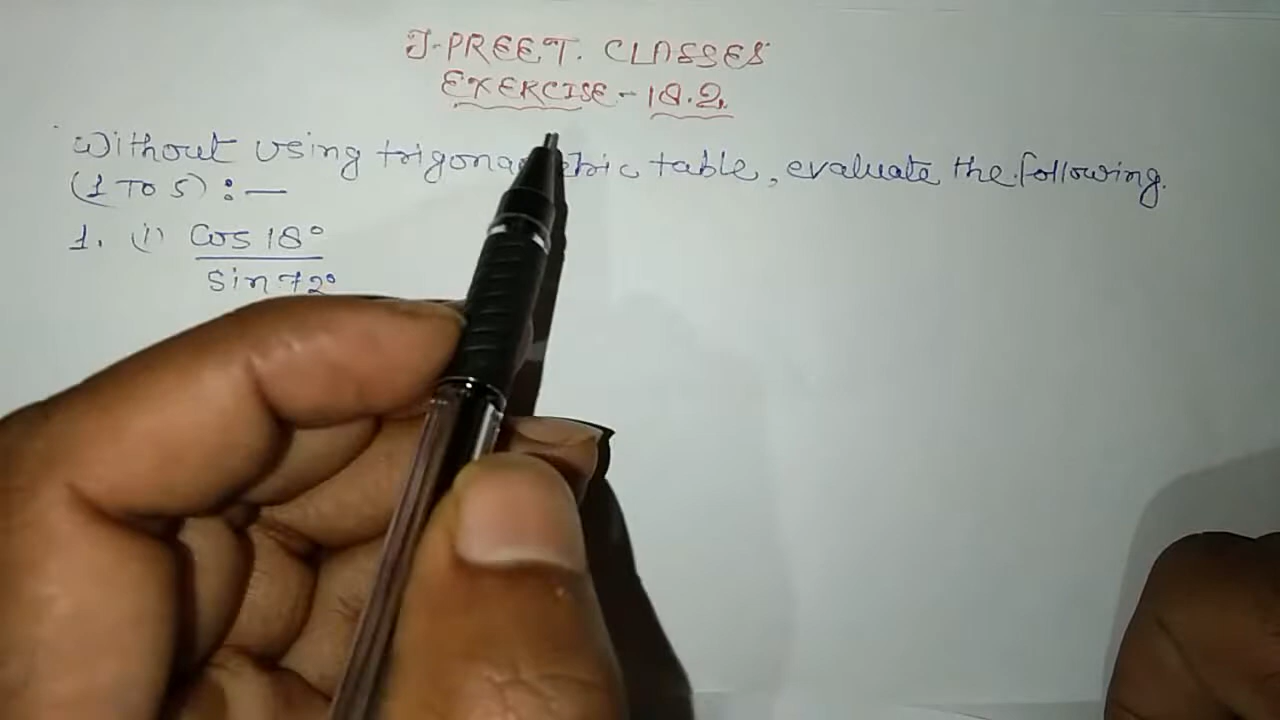 J-PREET. CLASSES
EXERCISE - 18.2
Without using trigonometric table, evaluate the following.
(1 TO 5) : —
1. (i) Cos 18°
sin 72°